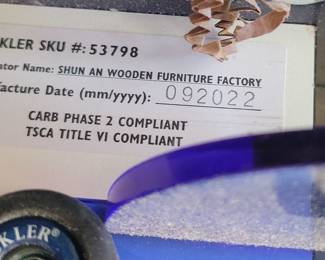 KLER SKU #: 53798
ator Name: SHUN AN WOODEN FURNITURE FACTORY
facture Date (mm/yyyy): 092022
CARB PHASE 2 COMPLIANT
TSCA TITLE VI COMPLIANT
KLER®